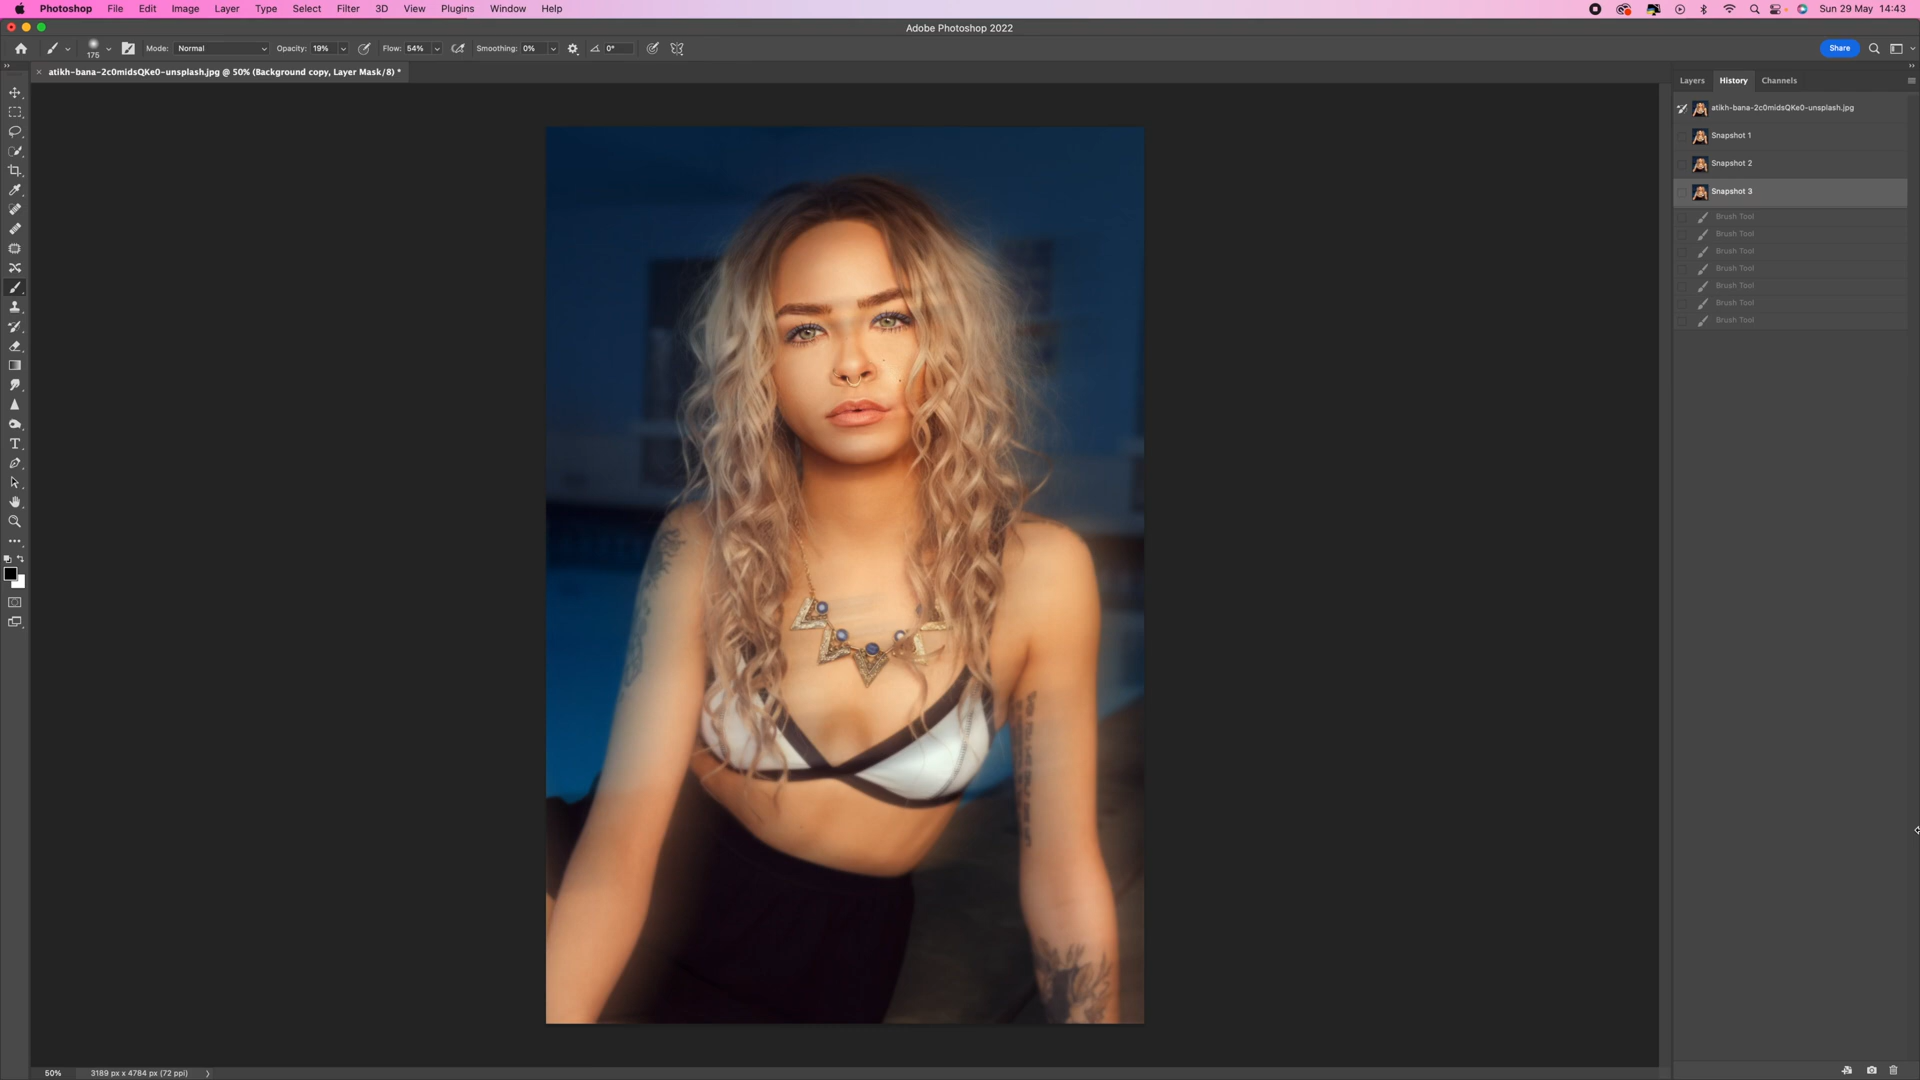 Photoshop File Edit Image Layer Type Select Filter 3D View Plugins Window Help Sun 29 May 14:43
Adobe Photoshop 2022
175 Mode: Normal Opacity: 19% Flow: 54% Smoothing: 0% 0° Share
× atikh-bana-2c0midsQKe0-unsplash.jpg @ 50% (Background copy, Layer Mask/8) *
Layers History Channels
atikh-bana-2c0midsQKe0-unsplash.jpg
Snapshot 1
Snapshot 2
Snapshot 3
Brush Tool
Brush Tool
Brush Tool
Brush Tool
Brush Tool
Brush Tool
Brush Tool
50% 3189 px x 4784 px (72 ppi)